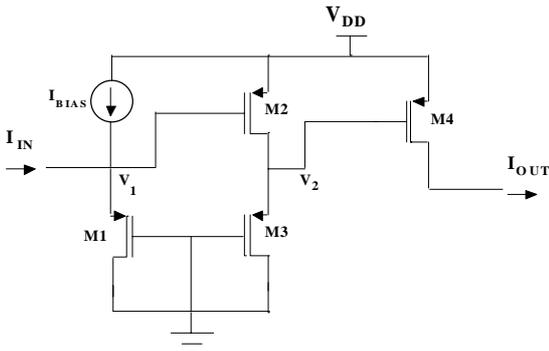 V_DD
I_BIAS
M2
M4
I_IN
I_OUT
V_1
V_2
M1
M3